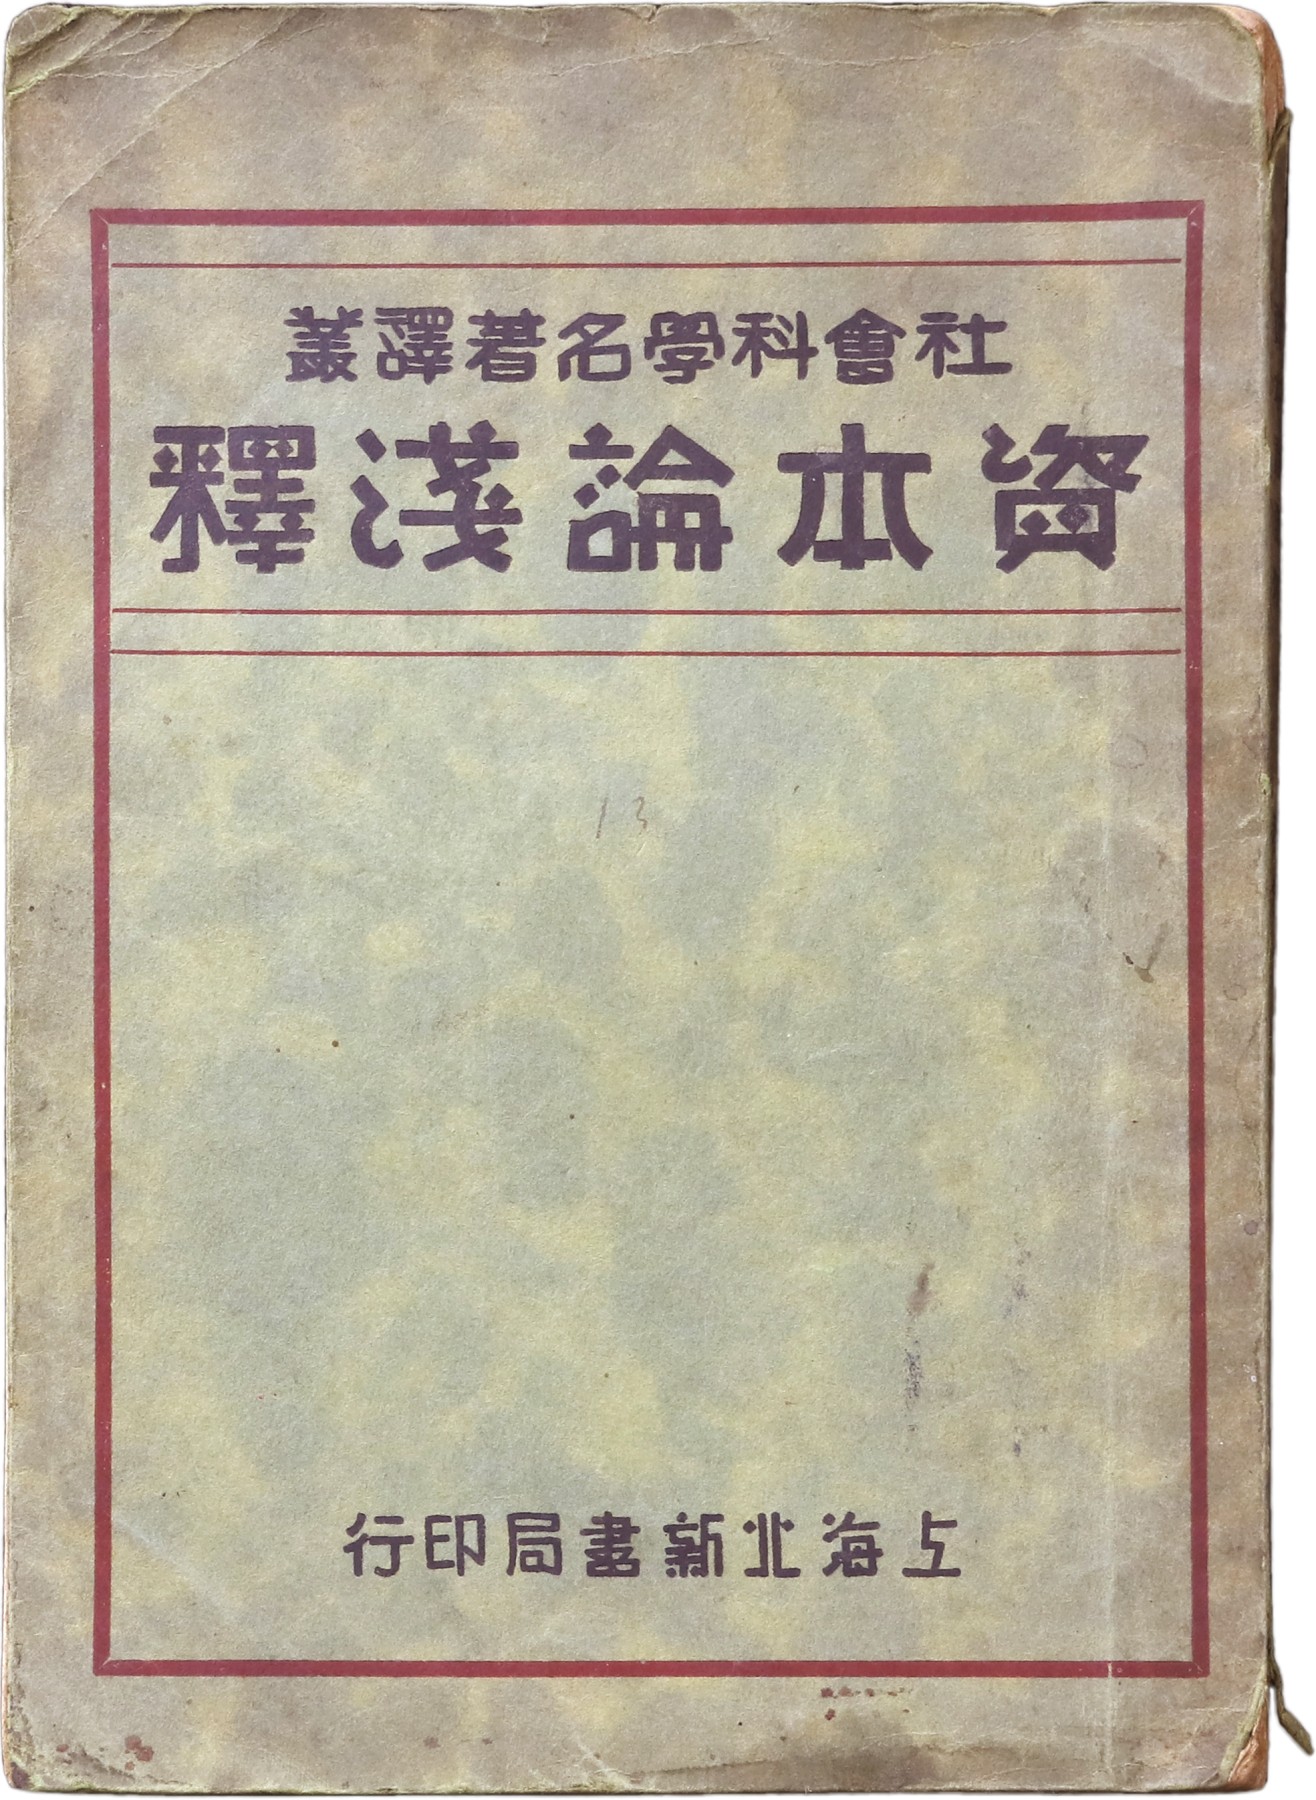 社會科學名著譯叢
資本論淺釋
13
上海北新書局印行